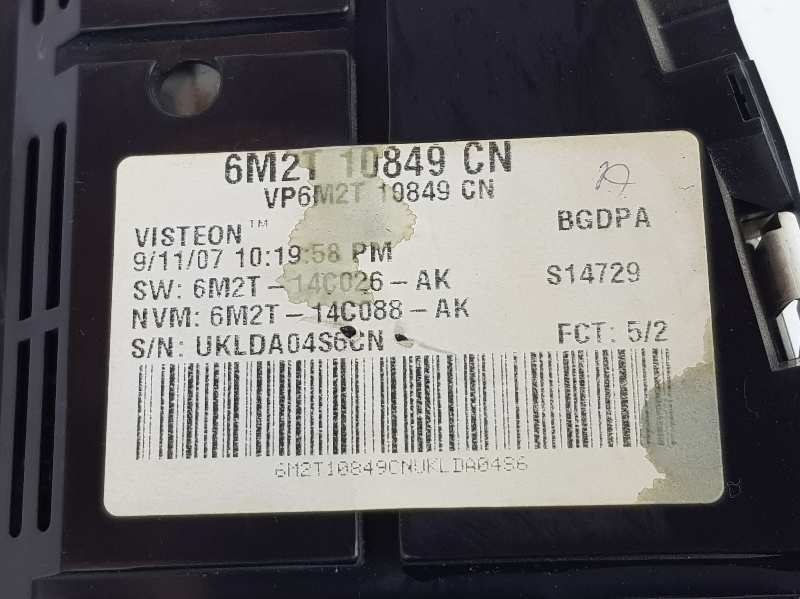 6M2T 10849 CN
VP6M2T 10849 CN
VISTEON™
BGDPA
9/11/07 10:19:58 PM
SW: 6M2T-14C026-AK
S14729
NVM: 6M2T-14C088-AK
S/N: UKLDA04S6CN
FCT: 5/2
6M2T10849CNUKLDA04S6